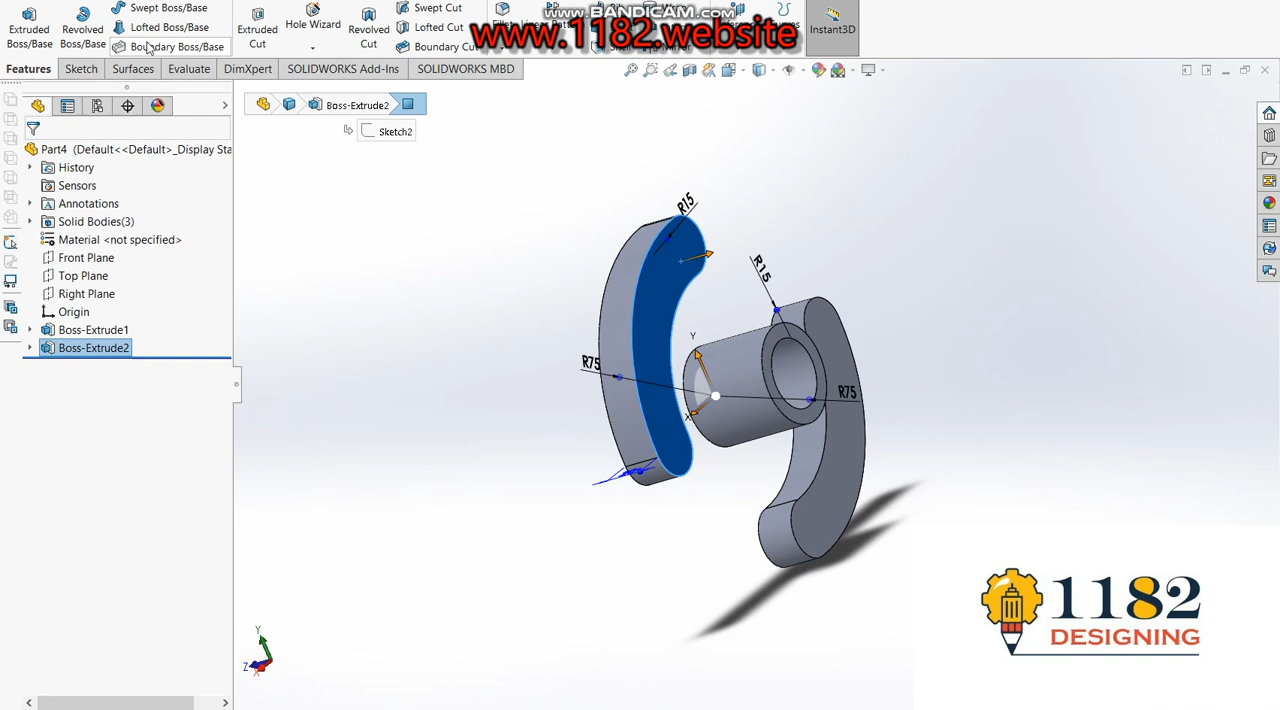 Swept Boss/Base
Lofted Boss/Base
Boundary Boss/Base
Extruded
Boss/Base
Revolved
Boss/Base
Extruded
Cut
Hole Wizard
Revolved
Cut
Swept Cut
Lofted Cut
Boundary Cut
Instant3D
www.BANDICAM.com
www.1182.website
Features
Sketch
Surfaces
Evaluate
DimXpert
SOLIDWORKS Add-Ins
SOLIDWORKS MBD
Boss-Extrude2
Sketch2
Part4 (Default<<Default>_Display Sta
History
Sensors
Annotations
Solid Bodies(3)
Material <not specified>
Front Plane
Top Plane
Right Plane
Origin
Boss-Extrude1
Boss-Extrude2
R15
R15
R75
R75
Y
X
Y
Z
X
1182
DESIGNING